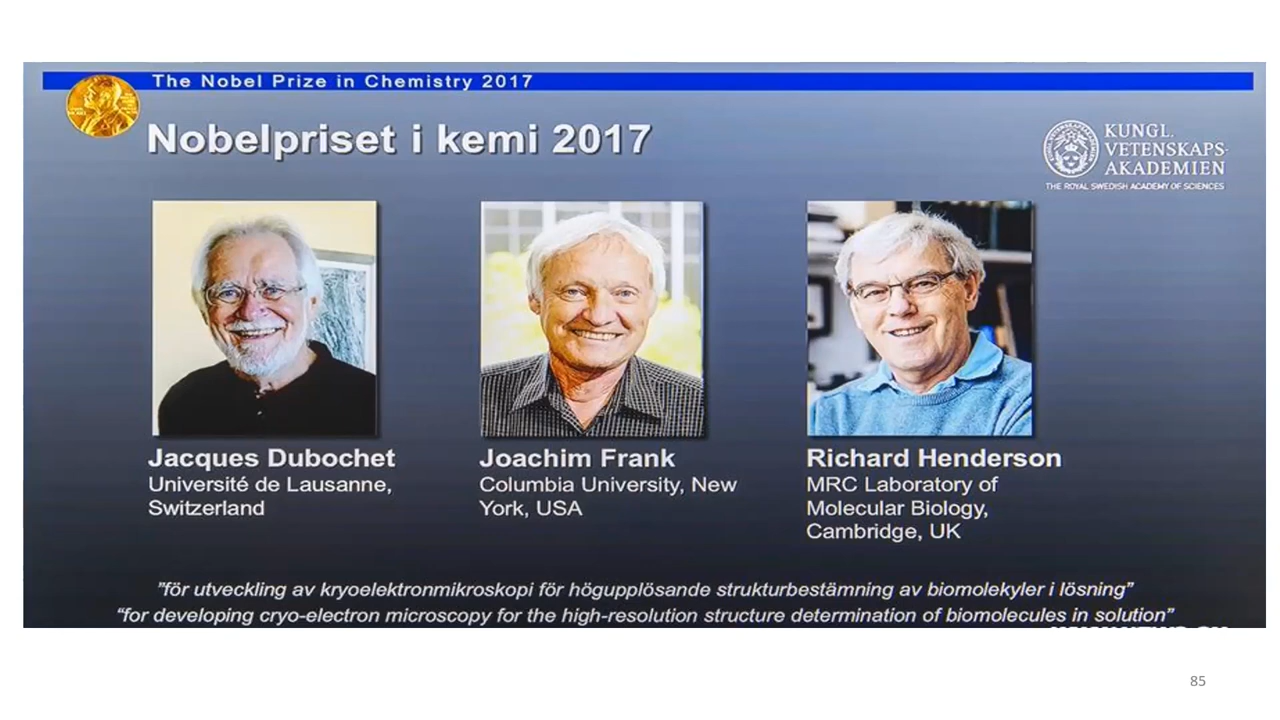 The Nobel Prize in Chemistry 2017
Nobelpriset i kemi 2017
KUNGL.
VETENSKAPS-
AKADEMIEN
THE ROYAL SWEDISH ACADEMY OF SCIENCES
Jacques Dubochet
Université de Lausanne,
Switzerland
Joachim Frank
Columbia University, New
York, USA
Richard Henderson
MRC Laboratory of
Molecular Biology,
Cambridge, UK
”för utveckling av kryoelektronmikroskopi för högupplösande strukturbestämning av biomolekyler i lösning”
“for developing cryo-electron microscopy for the high-resolution structure determination of biomolecules in solution”
85